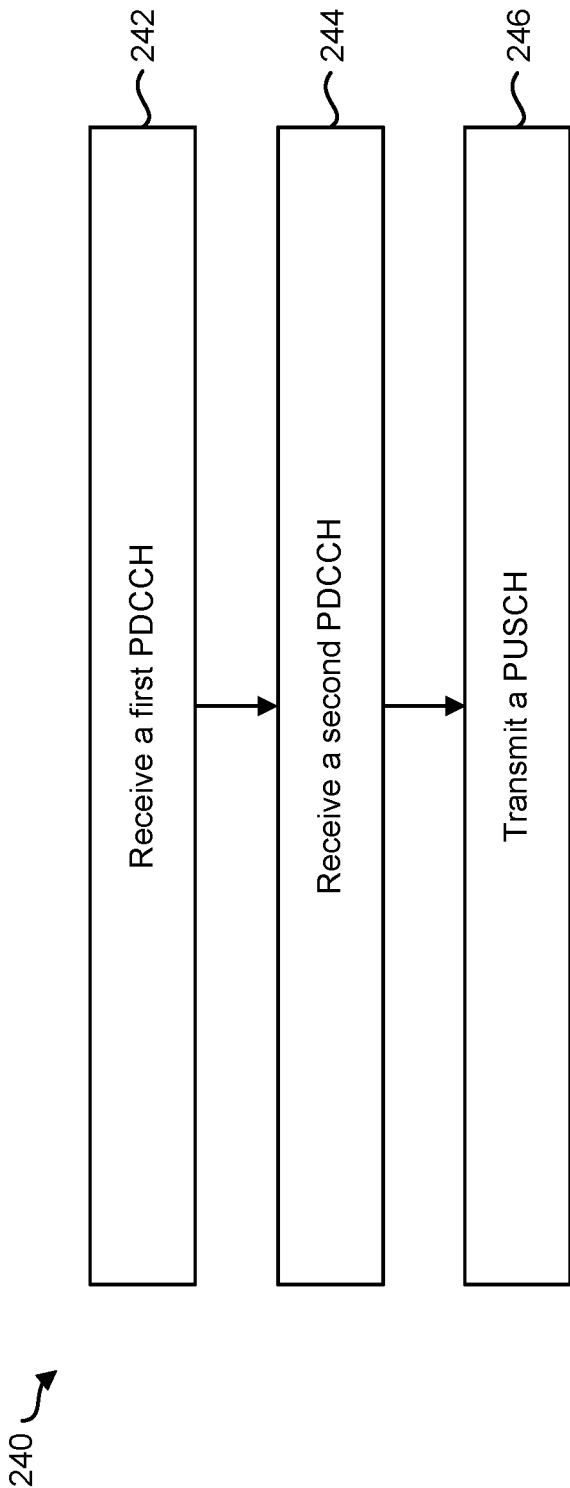 240
Receive a first PDCCH
242
Receive a second PDCCH
244
Transmit a PUSCH
246